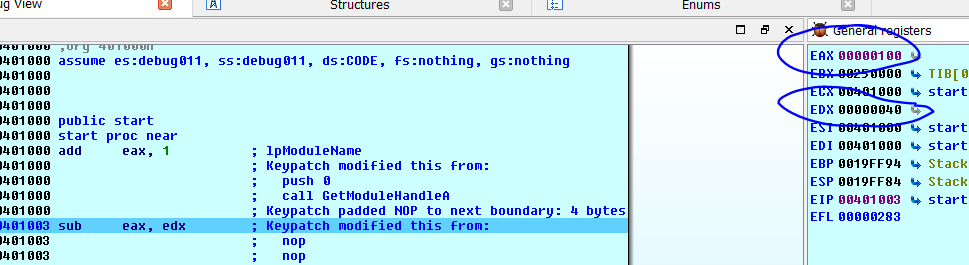 ug View
Structures
Enums
0401000 ;org 401000h
0401000 assume es:debug011, ss:debug011, ds:CODE, fs:nothing, gs:nothing
0401000
0401000
0401000 public start
0401000 start proc near
0401000 add eax, 1 ; lpModuleName
0401000 ; Keypatch modified this from:
0401000 ; push 0
0401000 ; call GetModuleHandleA
0401000 ; Keypatch padded NOP to next boundary: 4 bytes
0401003 sub eax, edx ; Keypatch modified this from:
0401003 ; nop
0401003 ; nop
General registers
EAX 00000100
EBX 00250000 TIB[0
ECX 00401000 start
EDX 00000040
ESI 00401000 start
EDI 00401000 start
EBP 0019FF94 Stack
ESP 0019FF84 Stack
EIP 00401003 start
EFL 00000283